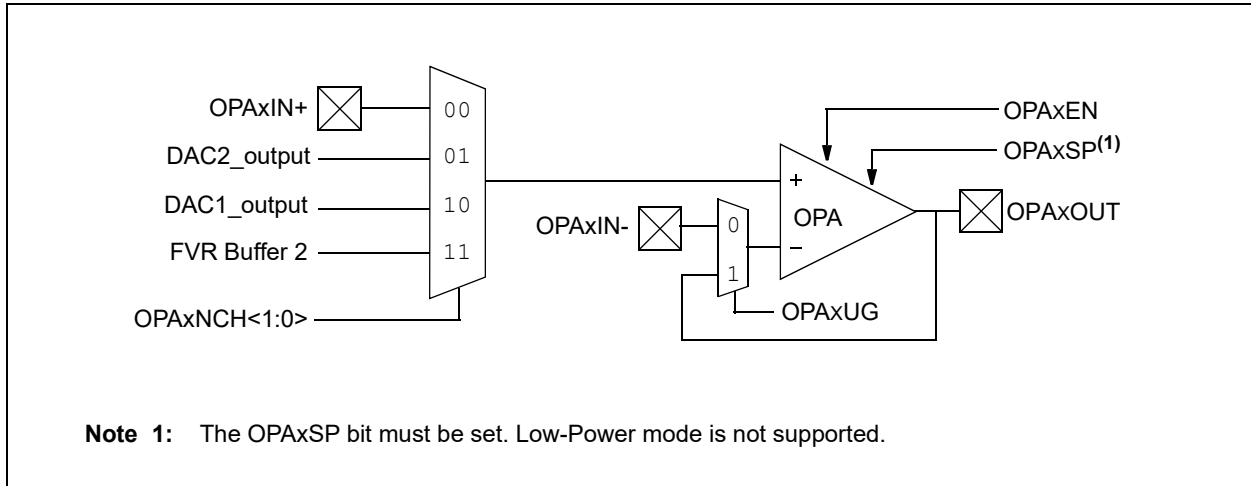 OPAxIN+
00
DAC2_output
01
DAC1_output
10
FVR Buffer 2
11
OPAxNCH<1:0>
OPAxEN
OPAxSP(1)
+
OPA
OPAxOUT
OPAxIN-
0
–
1
OPAxUG
Note 1: The OPAxSP bit must be set. Low-Power mode is not supported.